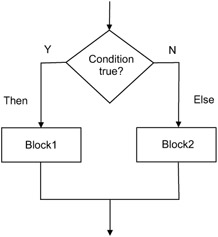 Y
N
Condition
true?
Then
Else
Block1
Block2